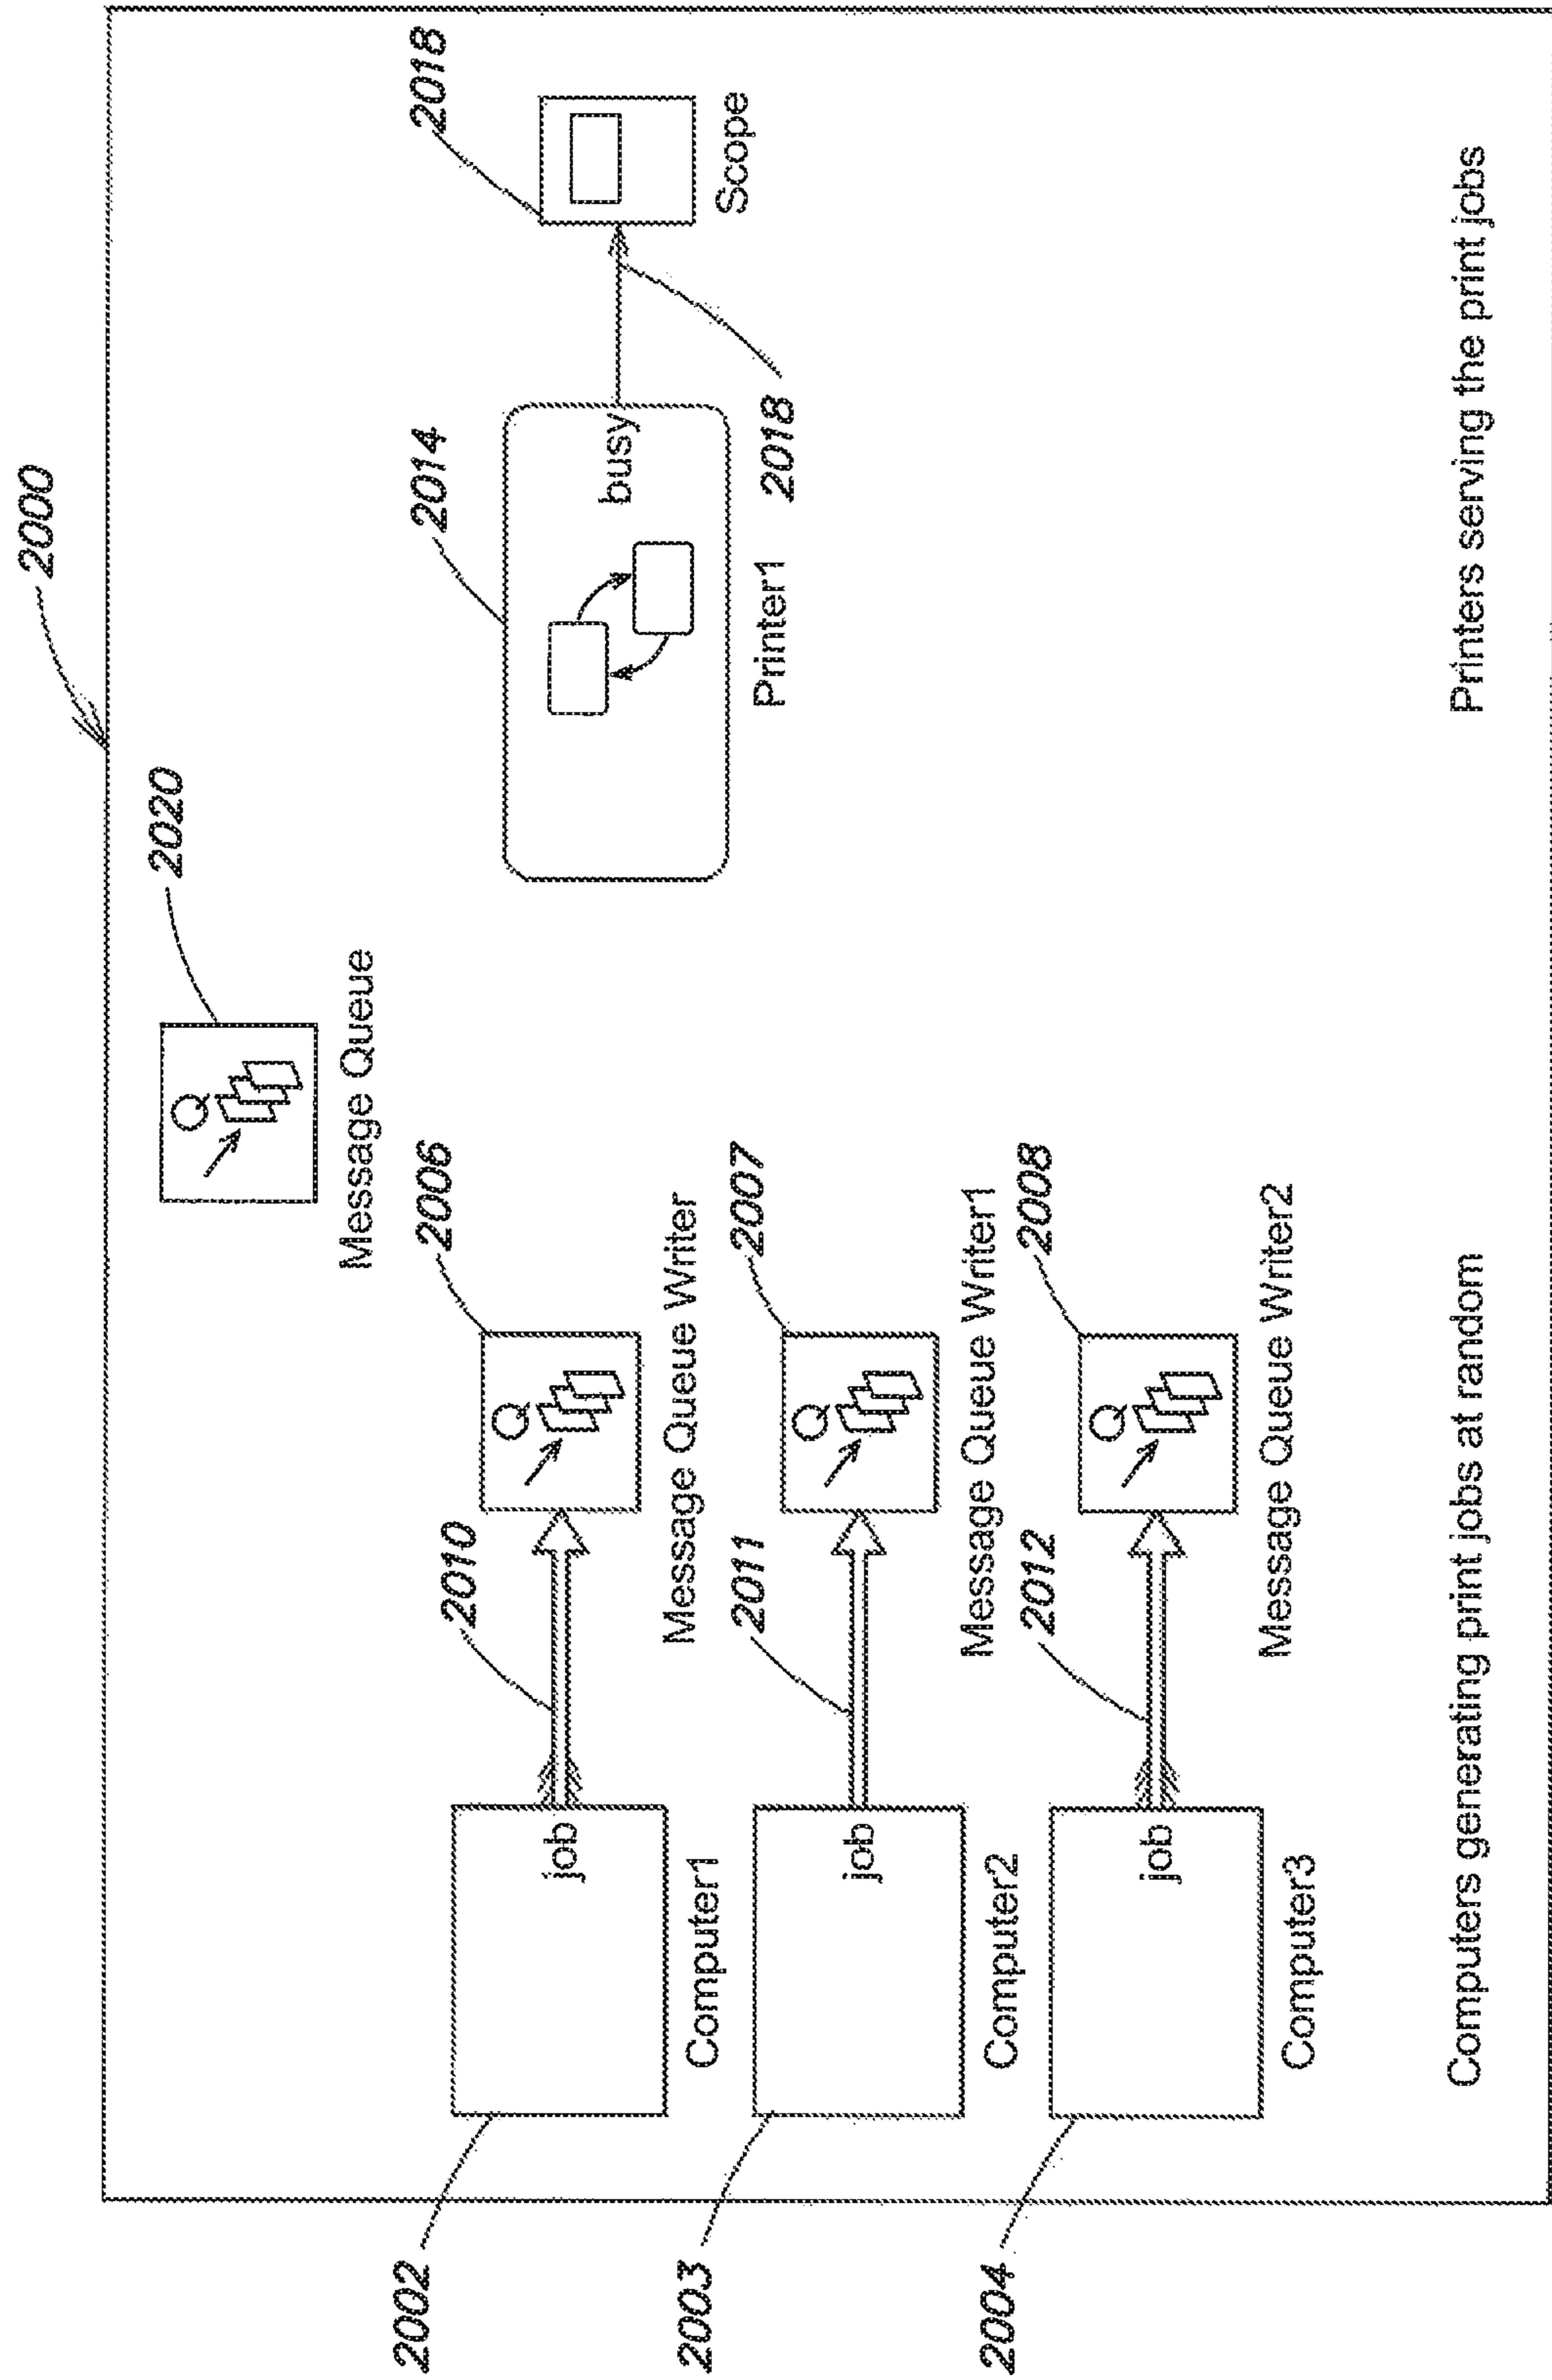 2000
2020
Message Queue
2002
job
Computer1
2010
2006
Q
Message Queue Writer
2014
busy
Printer1
2018
2018
Scope
2003
job
Computer2
2011
2007
Q
Message Queue Writer1
2004
job
Computer3
2012
2008
Q
Message Queue Writer2
Q
Computers generating print jobs at random
Printers serving the print jobs